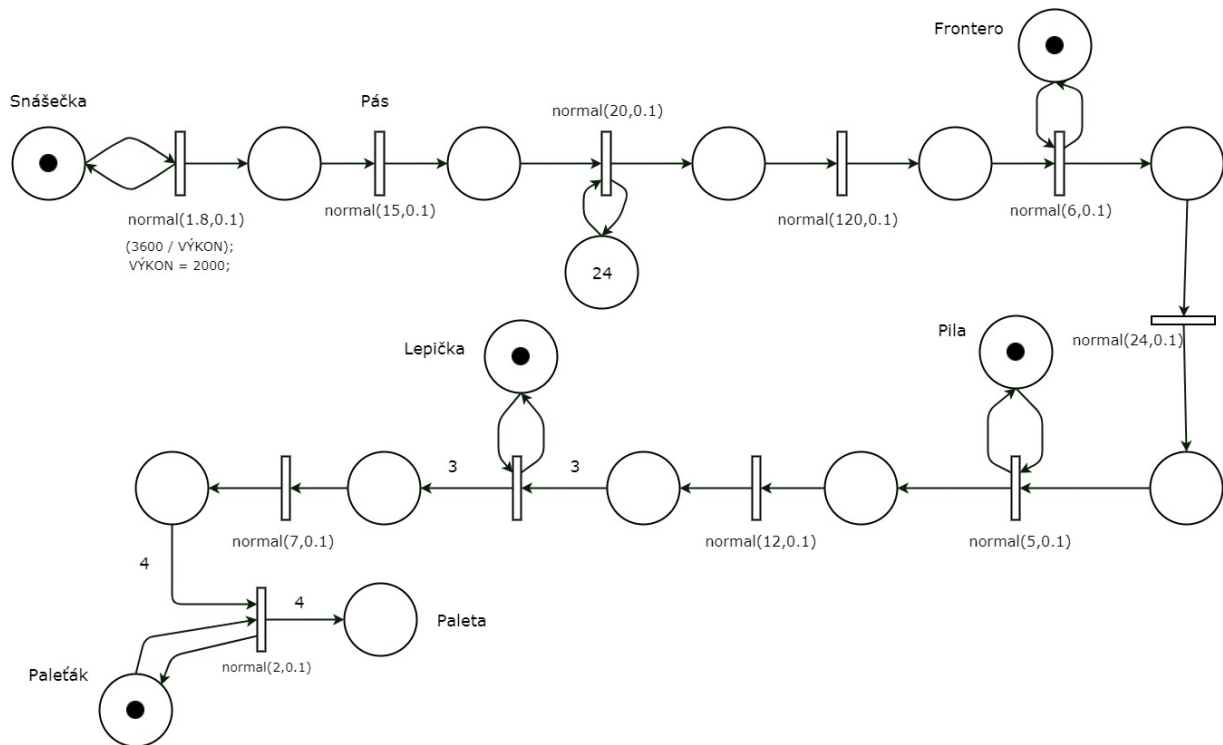 Frontero
Snášečka
Pás
normal(20,0.1)
normal(1.8,0.1)
(3600 / VÝKON);
VÝKON = 2000;
normal(15,0.1)
normal(120,0.1)
normal(6,0.1)
24
Lepička
Pila
normal(24,0.1)
3
3
normal(7,0.1)
normal(12,0.1)
normal(5,0.1)
4
4
Paleta
normal(2,0.1)
Paleťák